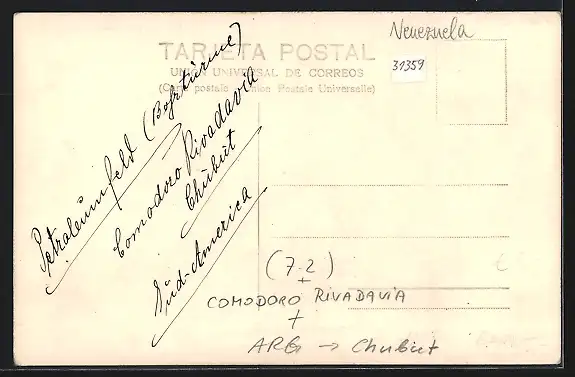 Nenezuela
TARJETA POSTAL
31359
UNION UNIVERSAL DE CORREOS
(Carte postale Union Postale Universelle)
Petroleumfeld (Bohrtürme)
Comodoro Rivadavia
Chubut
Süd-America
(7.2)
+
COMODORO RIVADAVIA
+
ARG → Chubut